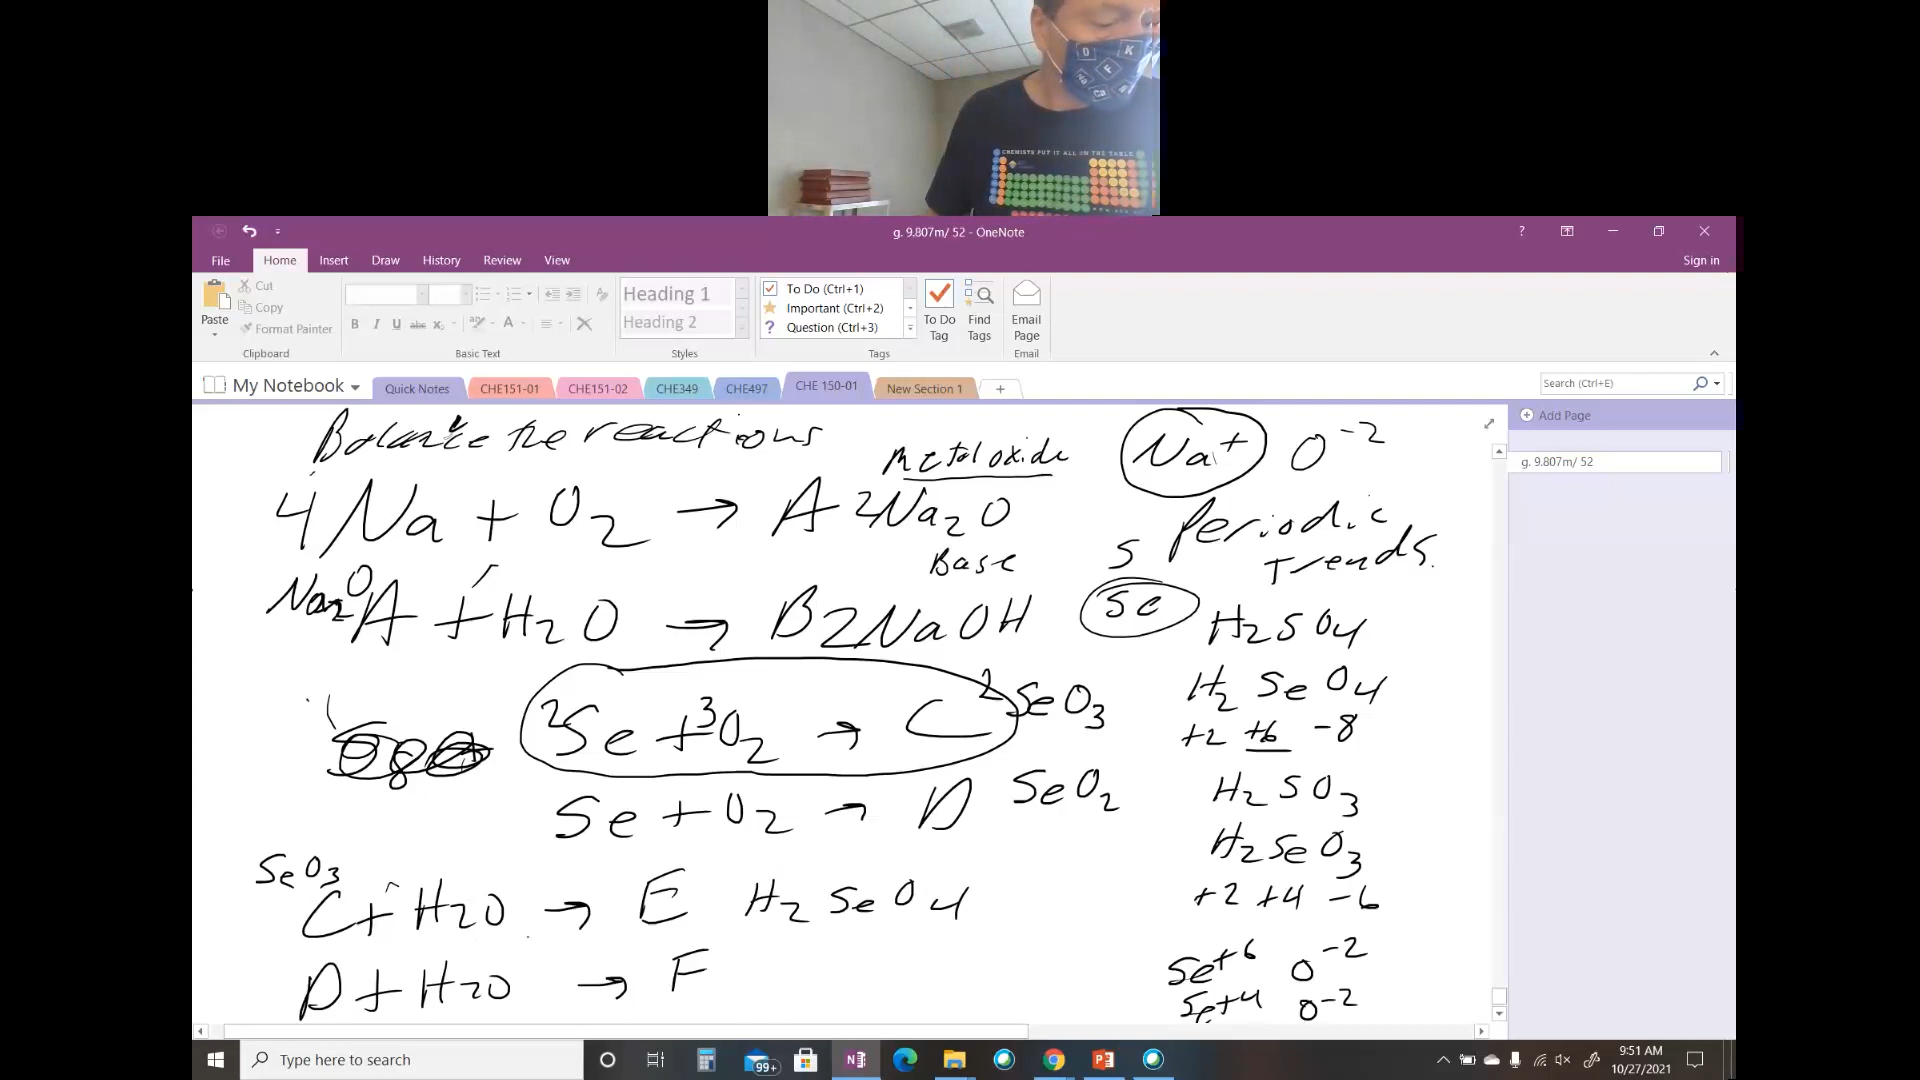 O K
F
Na
Ca
CHEMISTS PUT IT ALL ON THE TABLE
g. 9.807m/ 52 - OneNote
?
File Home Insert Draw History Review View Sign in
Cut
Copy
Paste Format Painter
B I U abc A
Heading 1
Heading 2
To Do (Ctrl+1)
Important (Ctrl+2)
? Question (Ctrl+3)
To Do Tag
Find Tags
Email Page
Clipboard Basic Text Styles Tags Email
My Notebook Quick Notes CHE151-01 CHE151-02 CHE349 CHE497 CHE 150-01 New Section 1 +
Search (Ctrl+E)
Add Page
g. 9.807m/ 52
Balance the reactions
Metal oxide
Na+ O-2
4Na + O2 → A 2Na2O
Periodic
Trends.
Base
S
Na2O A + H2O → B 2NaOH
Se
H2SO4
2Se + 3O2 → C 2SeO3
H2SeO4
+2 +6 -8
Se + O2 → D SeO2
H2SO3
H2SeO3
+2 +4 -6
SeO3
C + H2O → E H2SeO4
Se+6 O-2
D + H2O → F
Se+4 O-2
Type here to search
99+
9:51 AM
10/27/2021